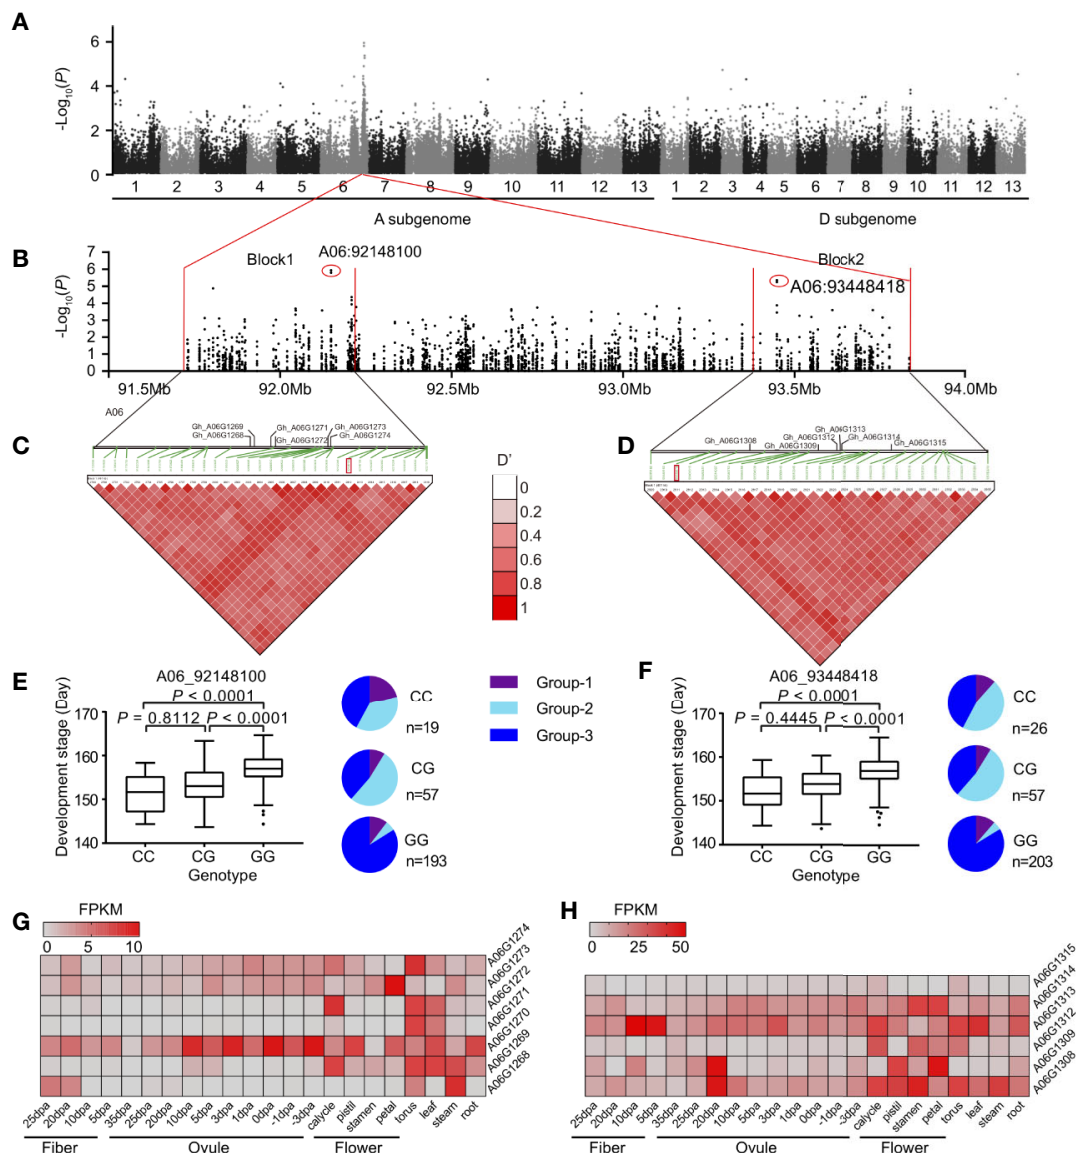 A
-Log10(P)
6
4
2
0
1 2 3 4 5 6 7 8 9 10 11 12 13 1 2 3 4 5 6 7 8 9 10 11 12 13
A subgenome D subgenome
B
-Log10(P)
7
6
5
4
3
2
1
0
Block1 A06:92148100 Block2
A06:93448418
91.5Mb 92.0Mb 92.5Mb 93.0Mb 93.5Mb 94.0Mb
A06
C
Gh_A06G1269 Gh_A06G1271 Gh_A06G1273
Gh_A06G1268 Gh_A06G1272 Gh_A06G1274
D'
0
0.2
0.4
0.6
0.8
1
D
Gh_A06G1313
Gh_A06G1308 Gh_A06G1312 Gh_A06G1314
Gh_A06G1309 Gh_A06G1315
E
A06_92148100
P < 0.0001
P = 0.8112 P < 0.0001
Development stage (Day)
170
160
150
140
CC CG GG
Genotype
CC
n=19
CG
n=57
GG
n=193
Group-1
Group-2
Group-3
F
A06_93448418
P < 0.0001
P = 0.4445 P < 0.0001
Development stage (Day)
170
160
150
140
CC CG GG
Genotype
CC
n=26
CG
n=57
GG
n=203
G
FPKM
0 5 10
A06G1274
A06G1273
A06G1272
A06G1271
A06G1270
A06G1269
A06G1268
25dpa 20dpa 10dpa 5dpa 35dpa 25dpa 20dpa 10dpa 5dpa 3dpa 1dpa 0dpa -1dpa -3dpa calycle pistil stamen petal torus leaf steam root
Fiber Ovule Flower
H
FPKM
0 25 50
A06G1315
A06G1314
A06G1313
A06G1312
A06G1309
A06G1308
25dpa 20dpa 10dpa 5dpa 35dpa 25dpa 20dpa 10dpa 5dpa 3dpa 1dpa 0dpa -11dpa -3dpa calycle pistil stamen petal torus leaf steam root
Fiber Ovule Flower